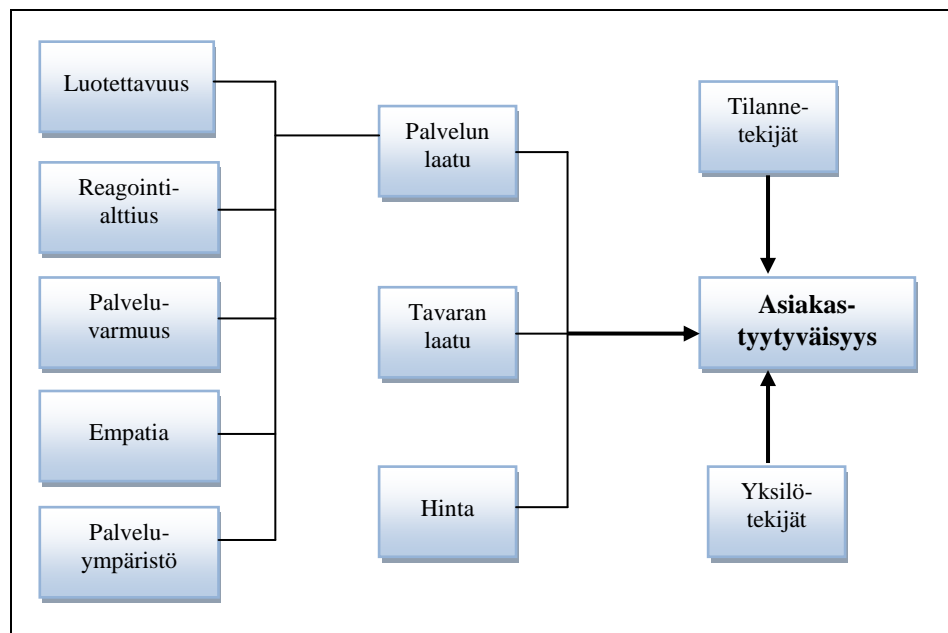 Luotettavuus
Reagointi-
alttius
Palvelu-
varmuus
Empatia
Palvelu-
ympäristö
Palvelun
laatu
Tavaran
laatu
Hinta
Tilanne-
tekijät
Asiakas-
tyytyväisyys
Yksilö-
tekijät